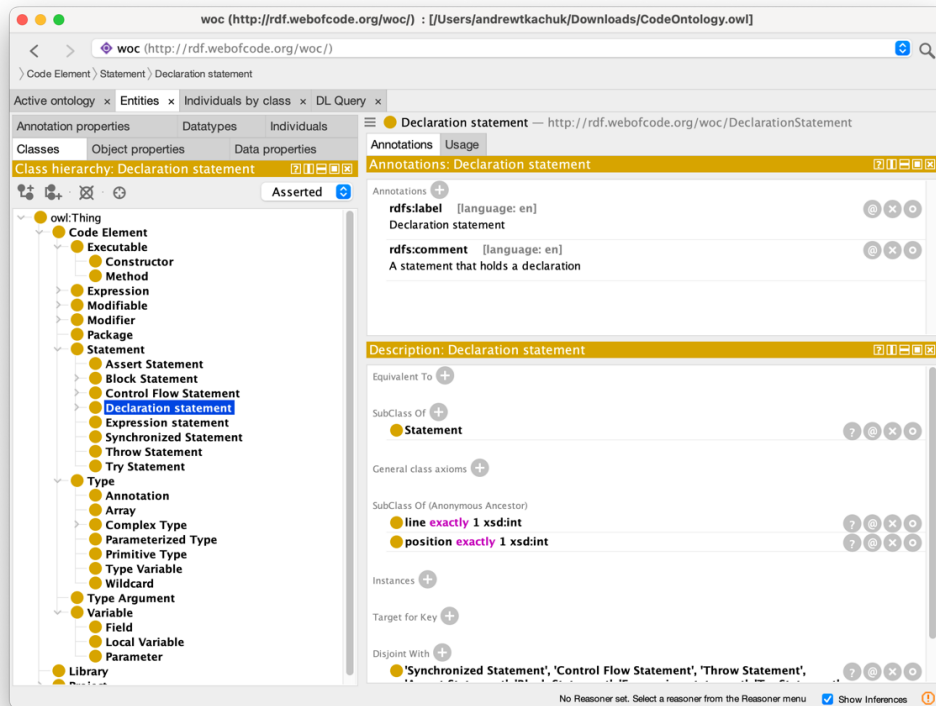 woc (http://rdf.webofcode.org/woc/) : [/Users/andrewtkachuk/Downloads/CodeOntology.owl]
woc (http://rdf.webofcode.org/woc/)
Code Element Statement Declaration statement
Active ontology × Entities × Individuals by class × DL Query ×
Annotation properties Datatypes Individuals
Classes Object properties Data properties
Class hierarchy: Declaration statement
Asserted
owl:Thing
Code Element
Executable
Constructor
Method
Expression
Modifiable
Modifier
Package
Statement
Assert Statement
Block Statement
Control Flow Statement
Declaration statement
Expression statement
Synchronized Statement
Throw Statement
Try Statement
Type
Annotation
Array
Complex Type
Parameterized Type
Primitive Type
Type Variable
Wildcard
Type Argument
Variable
Field
Local Variable
Parameter
Library
Declaration statement — http://rdf.webofcode.org/woc/DeclarationStatement
Annotations Usage
Annotations: Declaration statement
Annotations
rdfs:label [language: en]
Declaration statement
rdfs:comment [language: en]
A statement that holds a declaration
Description: Declaration statement
Equivalent To
SubClass Of
Statement
General class axioms
SubClass Of (Anonymous Ancestor)
line exactly 1 xsd:int
position exactly 1 xsd:int
Instances
Target for Key
Disjoint With
'Synchronized Statement', 'Control Flow Statement', 'Throw Statement',
No Reasoner set. Select a reasoner from the Reasoner menu Show Inferences